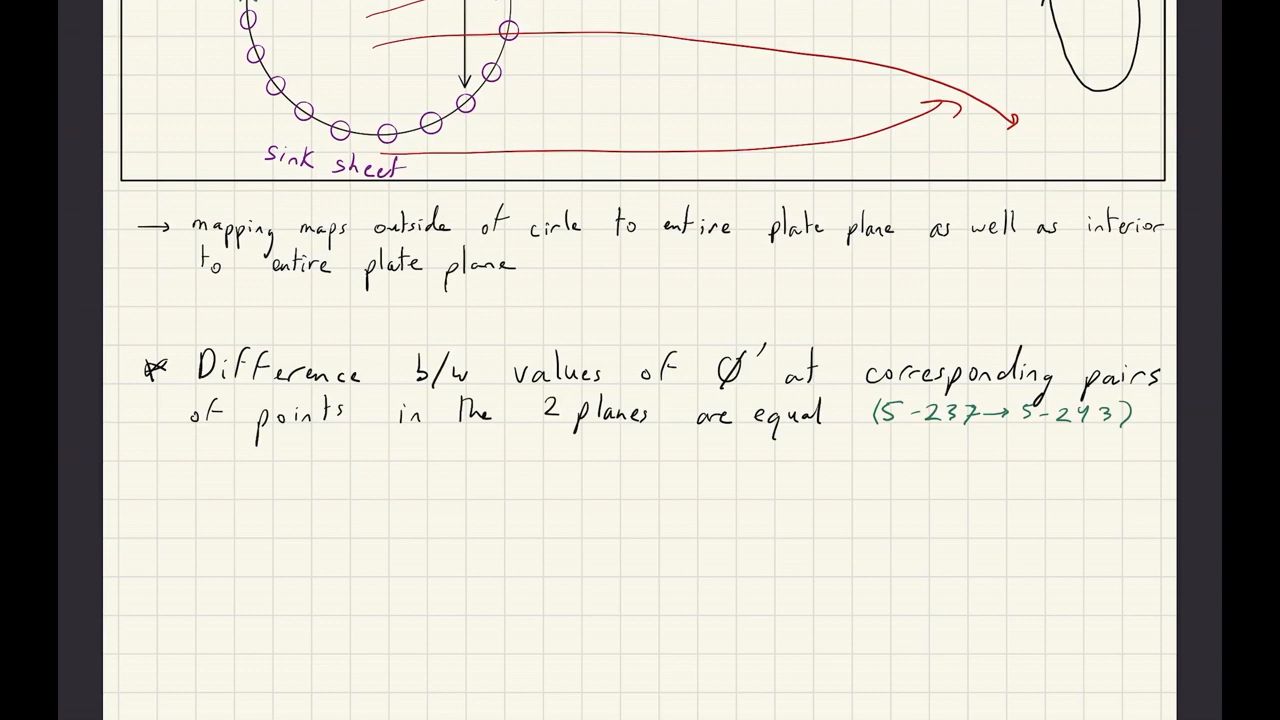 sink sheet
→ mapping maps outside of cirle to entire plate plane as well as interior
to entire plate plane
* Difference b/w values of Ø' at corresponding pairs
of points in the 2 planes are equal (5-237→5-243)